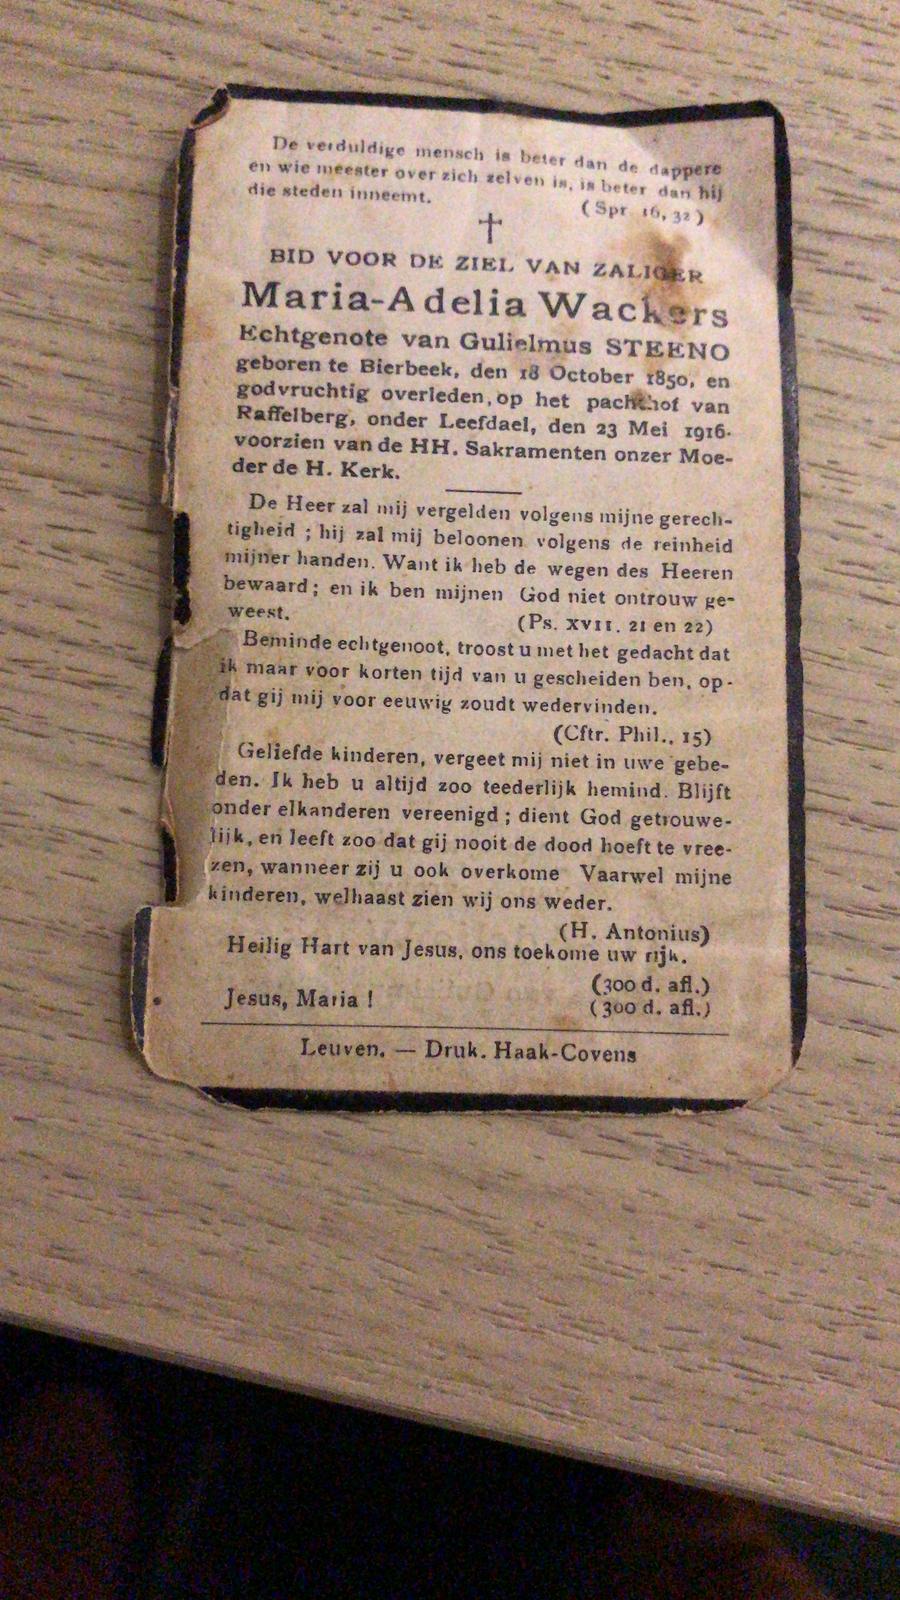 De verduldige mensch is beter dan de dappere
en wie meester over zich zelven is, is beter dan hij
die steden inneemt.
(Spr 16, 32)
BID VOOR DE ZIEL VAN ZALIGER
Maria-Adelia Wackers
Echtgenote van Gulielmus STEENO
geboren te Bierbeek, den 18 October 1850, en
godvruchtig overleden, op het pachthof van
Raffelberg, onder Leefdael, den 23 Mei 1916.
voorzien van de HH. Sakramenten onzer Moe-
der de H. Kerk.
De Heer zal mij vergelden volgens mijne gerech-
tigheid ; hij zal mij beloonen volgens de reinheid
mijner handen. Want ik heb de wegen des Heeren
bewaard ; en ik ben mijnen God niet ontrouw ge-
weest. (Ps. XVII. 21 en 22)
Beminde echtgenoot, troost u met het gedacht dat
ik maar voor korten tijd van u gescheiden ben, op-
dat gij mij voor eeuwig zoudt wedervinden.
(Cftr. Phil., 15)
Geliefde kinderen, vergeet mij niet in uwe gebe-
den. Ik heb u altijd zoo teederlijk hemind. Blijft
onder elkanderen vereenigd ; dient God getrouwe-
lijk, en leeft zoo dat gij nooit de dood hoeft te vree-
zen, wanneer zij u ook overkome Vaarwel mijne
kinderen, welhaast zien wij ons weder.
(H. Antonius)
Heilig Hart van Jesus, ons toekome uw rijk.
(300 d. afl.)
Jesus, Maria ! (300 d. afl.)
Leuven. — Druk. Haak-Covens